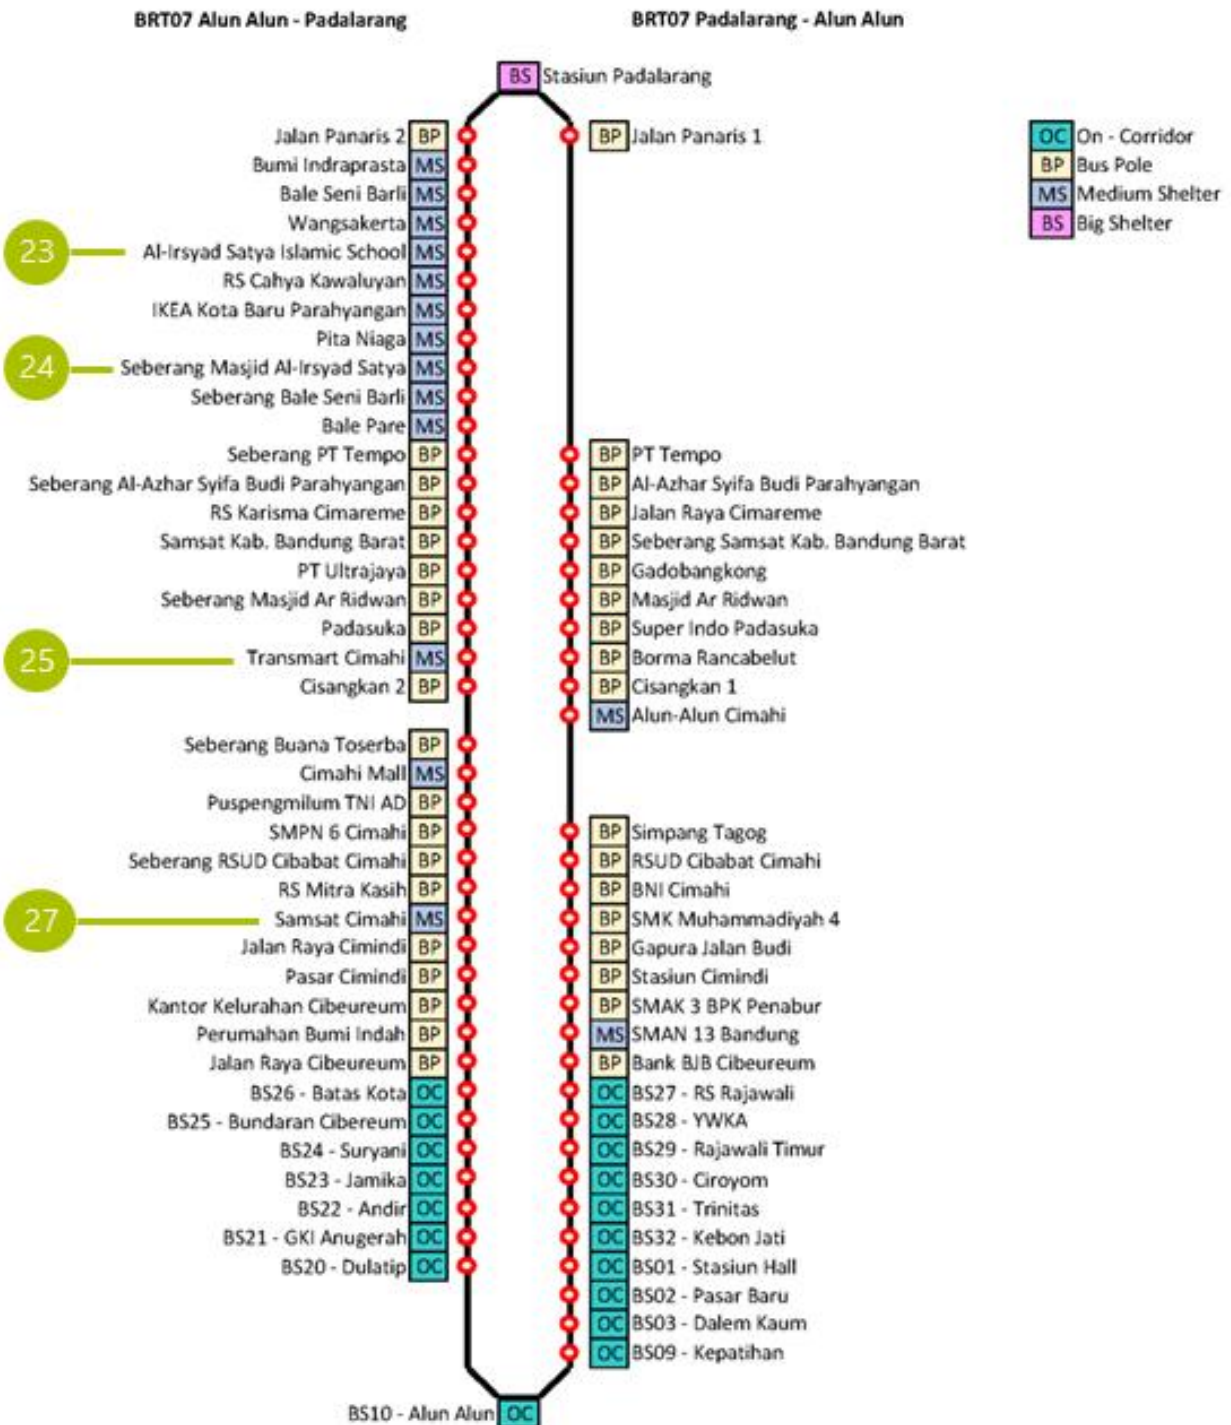 BRT07 Alun Alun - Padalarang
BRT07 Padalarang - Alun Alun
BS Stasiun Padalarang
Jalan Panaris 2 BP
BP Jalan Panaris 1
OC On - Corridor
BP Bus Pole
MS Medium Shelter
BS Big Shelter
Bumi Indraprasta MS
Bale Seni Barli MS
Wangsakerta MS
23 Al-Irsyad Satya Islamic School MS
RS Cahya Kawaluyan MS
IKEA Kota Baru Parahyangan MS
Pita Niaga MS
24 Seberang Masjid Al-Irsyad Satya MS
Seberang Bale Seni Barli MS
Bale Pare MS
Seberang PT Tempo BP
BP PT Tempo
Seberang Al-Azhar Syifa Budi Parahyangan BP
BP Al-Azhar Syifa Budi Parahyangan
RS Karisma Cimareme BP
BP Jalan Raya Cimareme
Samsat Kab. Bandung Barat BP
BP Seberang Samsat Kab. Bandung Barat
PT Ultrajaya BP
BP Gadobangkong
Seberang Masjid Ar Ridwan BP
BP Masjid Ar Ridwan
Padasuka BP
BP Super Indo Padasuka
25 Transmart Cimahi MS
BP Borma Rancabelut
Cisangkan 2 BP
BP Cisangkan 1
MS Alun-Alun Cimahi
Seberang Buana Toserba BP
Cimahi Mall MS
Puspengmilum TNI AD BP
SMPN 6 Cimahi BP
BP Simpang Tagog
Seberang RSUD Cibabat Cimahi BP
BP RSUD Cibabat Cimahi
RS Mitra Kasih BP
BP BNI Cimahi
27 Samsat Cimahi MS
BP SMK Muhammadiyah 4
Jalan Raya Cimindi BP
BP Gapura Jalan Budi
Pasar Cimindi BP
BP Stasiun Cimindi
Kantor Kelurahan Cibeureum BP
BP SMAK 3 BPK Penabur
Perumahan Bumi Indah BP
MS SMAN 13 Bandung
Jalan Raya Cibeureum BP
BP Bank BJB Cibeureum
BS26 - Batas Kota OC
OC BS27 - RS Rajawali
BS25 - Bundaran Cibereum OC
OC BS28 - YWKA
BS24 - Suryani OC
OC BS29 - Rajawali Timur
BS23 - Jamika OC
OC BS30 - Ciroyom
BS22 - Andir OC
OC BS31 - Trinitas
BS21 - GKI Anugerah OC
OC BS32 - Kebon Jati
BS20 - Dulatip OC
OC BS01 - Stasiun Hall
OC BS02 - Pasar Baru
OC BS03 - Dalem Kaum
OC BS09 - Kepatihan
BS10 - Alun Alun OC